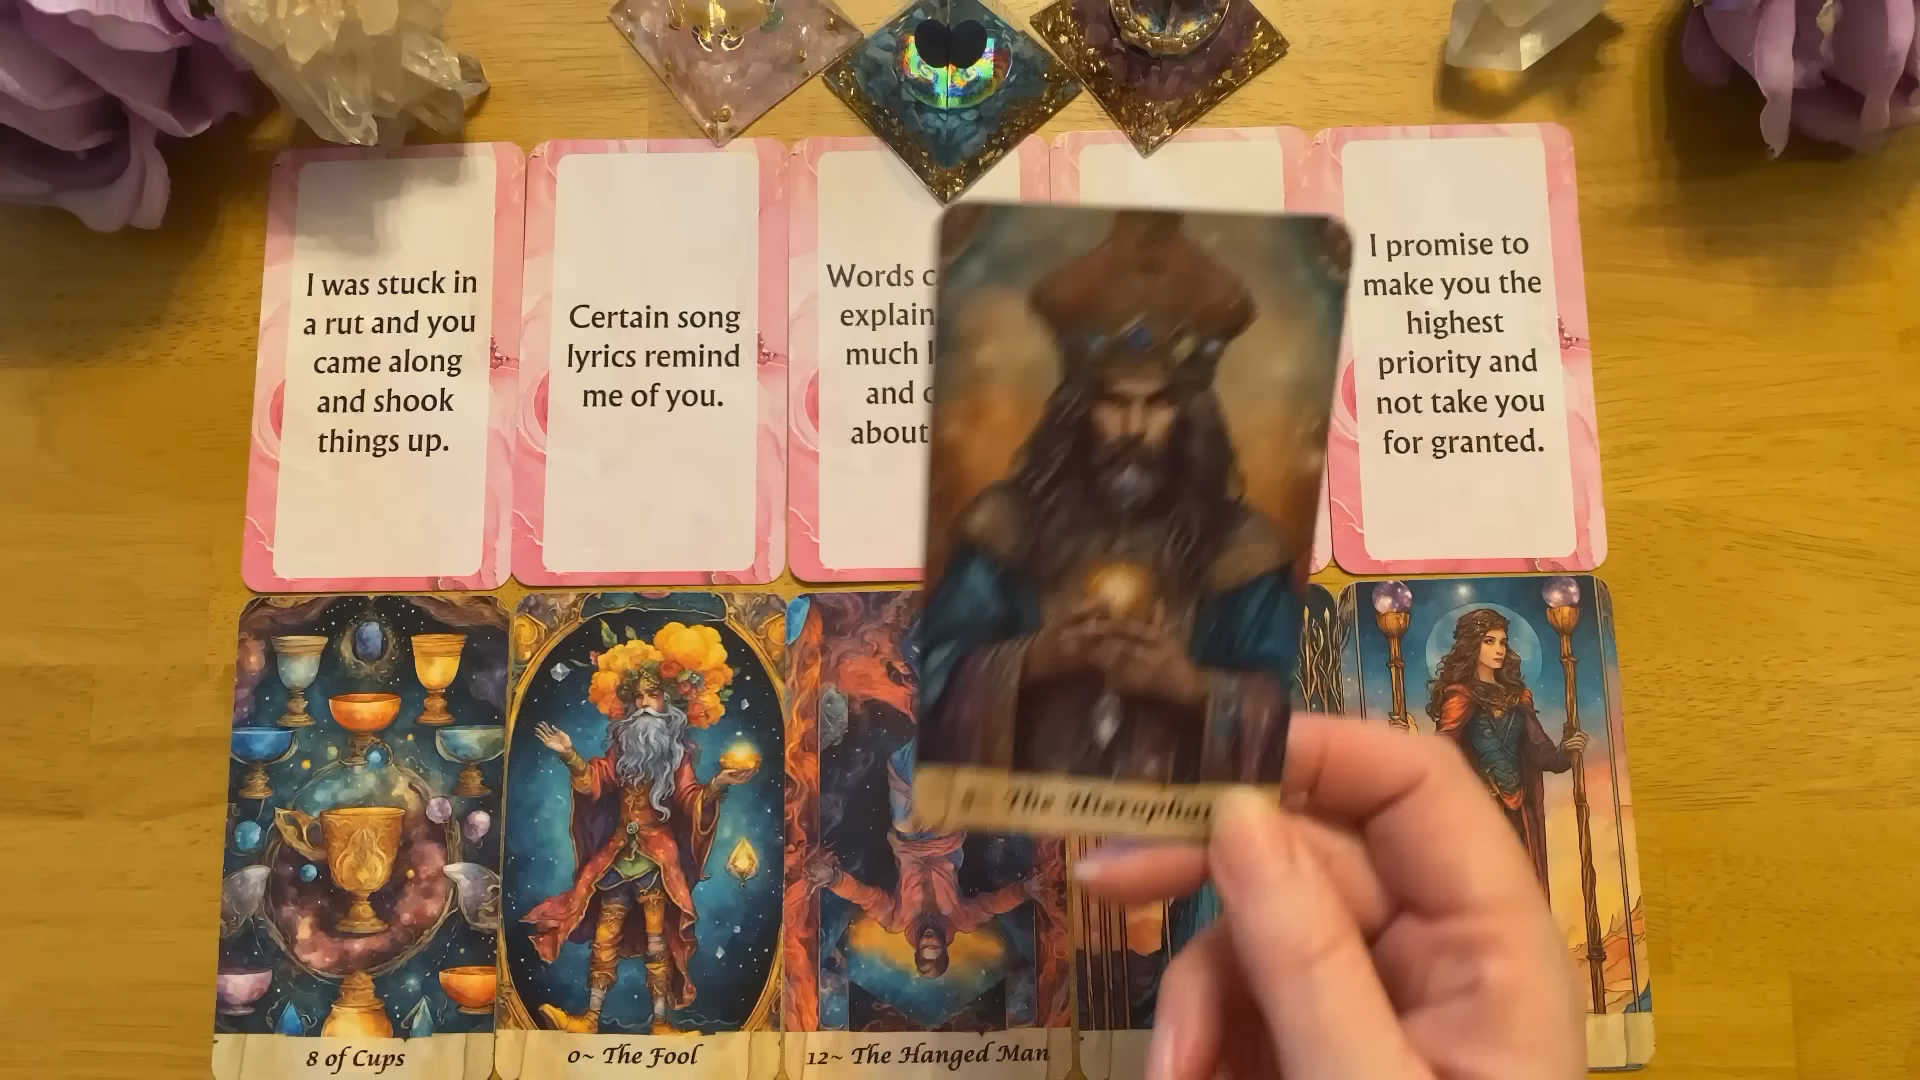 I was stuck in
a rut and you
came along
and shook
things up.
Certain song
lyrics remind
me of you.
Words
explain
much
and
about
I promise to
make you the
highest
priority and
not take you
for granted.
The
8 of Cups
0~ The Fool
12~ The Hanged Man